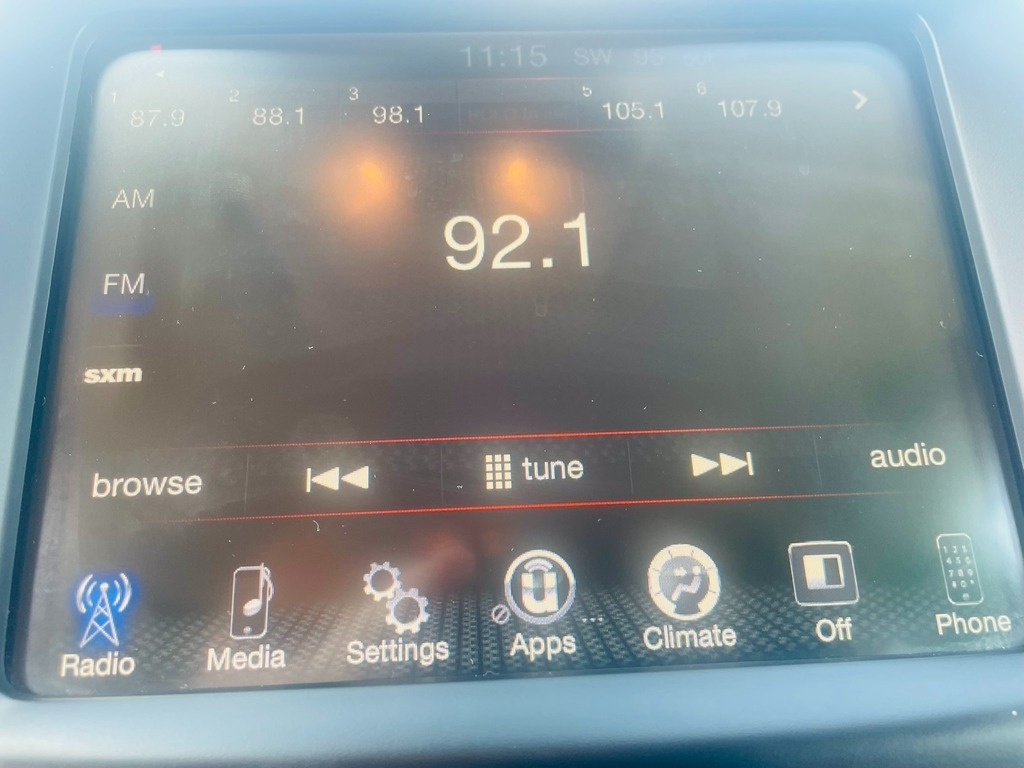 11:15 SW 95
1 2 3 5 6
87.9 88.1 98.1 105.1 107.9
AM
92.1
FM
sxm
browse tune audio
Radio Media Settings Apps Climate Off Phone